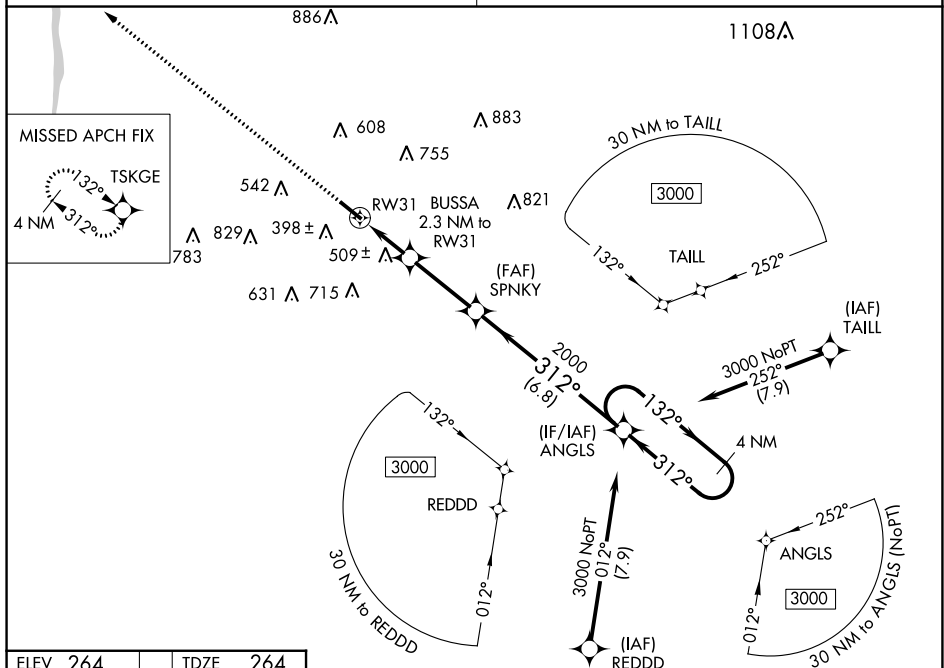 886
1108
MISSED APCH FIX
132°
TSKGE
4 NM
312°
608
883
755
542
RW31
BUSSA
2.3 NM to
RW31
821
783
829
398 ±
509 ±
631
715
(FAF)
SPNKY
30 NM to TAILL
3000
TAILL
132°
252°
(IAF)
TAILL
3000 NoPT
252°
(7.9)
2000
312°
(6.8)
(IF/IAF)
ANGLS
132°
312°
4 NM
132°
3000
REDDD
012°
30 NM to REDDD
3000 NoPT
012°
(7.9)
(IAF)
REDDD
252°
ANGLS
3000
012°
30 NM to ANGLS (NoPT)
ELEV 264
TDZE 264